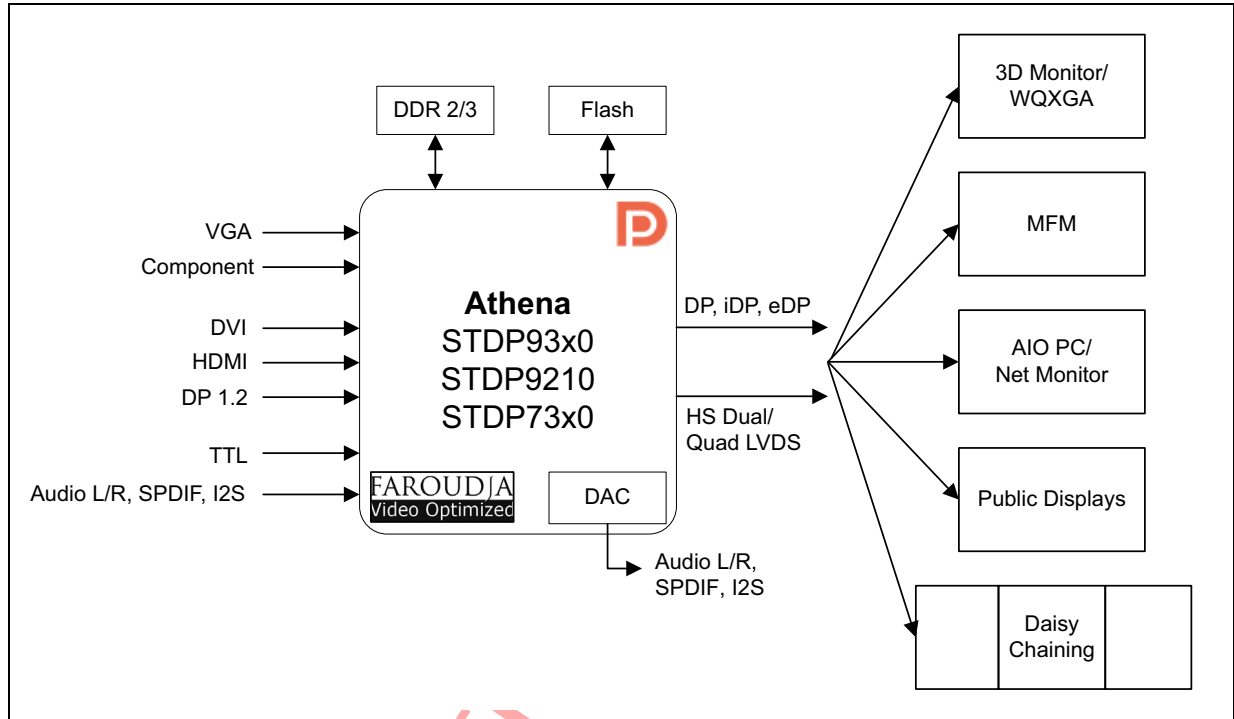 DDR 2/3
Flash
VGA
Component
DVI
HDMI
DP 1.2
TTL
Audio L/R, SPDIF, I2S
Athena
STDP93x0
STDP9210
STDP73x0
FAROUDJA
Video Optimized
DAC
Audio L/R,
SPDIF, I2S
DP, iDP, eDP
HS Dual/
Quad LVDS
3D Monitor/
WQXGA
MFM
AIO PC/
Net Monitor
Public Displays
Daisy
Chaining